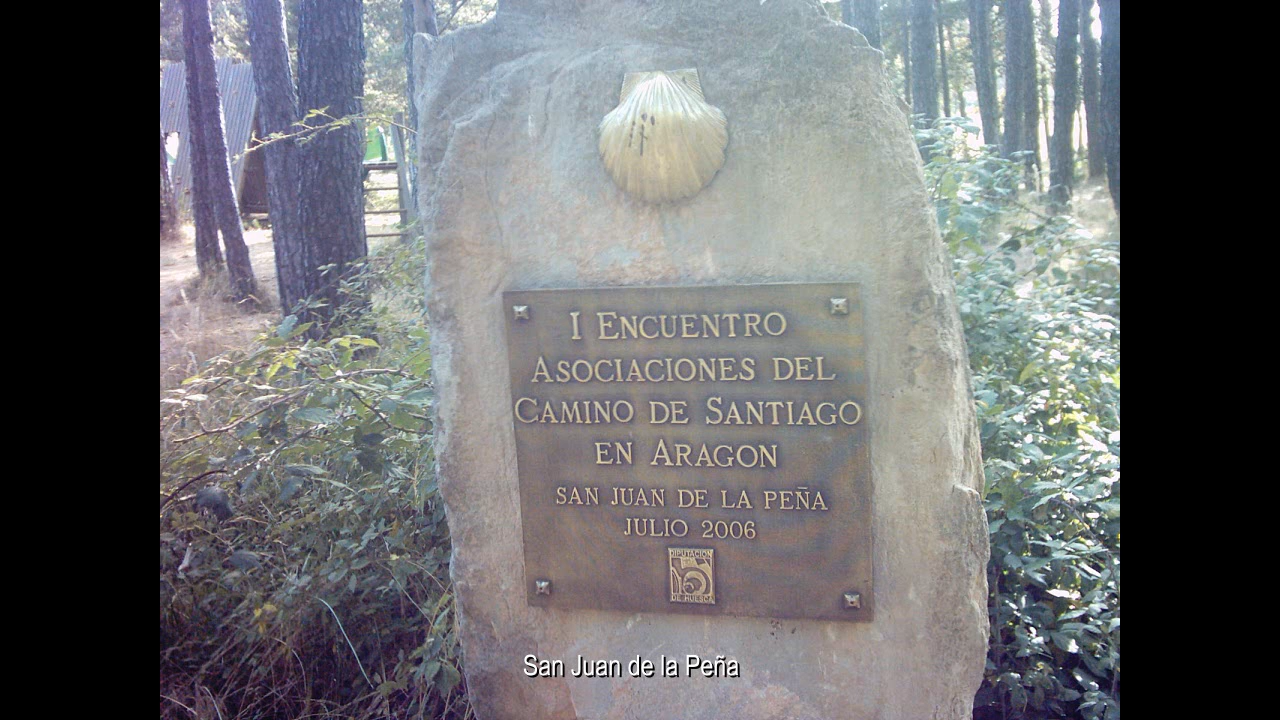 I ENCUENTRO
ASOCIACIONES DEL
CAMINO DE SANTIAGO
EN ARAGON
SAN JUAN DE LA PEÑA
JULIO 2006
DIPUTACION
DE HUESCA
San Juan de la Peña